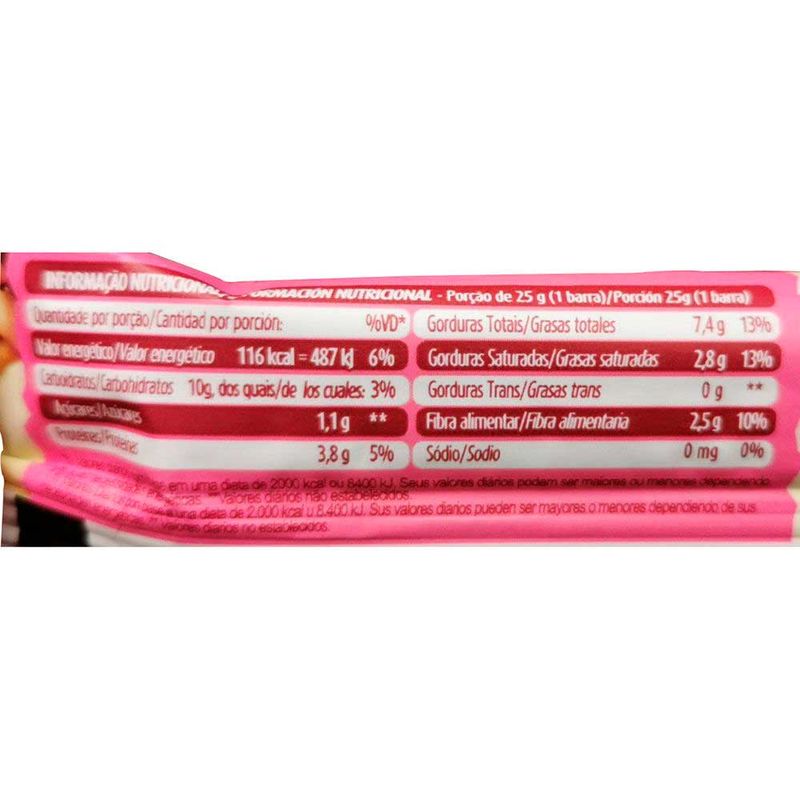 INFORMAÇÃO NUTRICIONAL INFORMACIÓN NUTRICIONAL - Porção de 25 g (1 barra)/Porción 25g (1 barra)
Quantidade por porção/Cantidad por porción: %VD*
Valor energético/Valor energético 116 kcal = 487 kJ 6%
Carboidratos/Carbohidratos 10g, dos quais/de los cuales: 3%
Açúcares/Azúcares 1,1 g **
Proteínas/Proteínas 3,8 g 5%
Gorduras Totais/Grasas totales 7,4 g 13%
Gorduras Saturadas/Grasas saturadas 2,8 g 13%
Gorduras Trans/Grasas trans 0 g **
Fibra alimentar/Fibra alimentaria 2,5 g 10%
Sódio/Sodio 0 mg 0%
em uma dieta de 2000 kcal ou 8400 kJ. Seus valores diários podem ser maiores ou menores dependendo
** Valores diários não estabelecidos.
una dieta de 2.000 kcal u 8.400 kJ. Sus valores diarios pueden ser mayores o menores dependiendo de sus
** Valores diarios no establecidos.